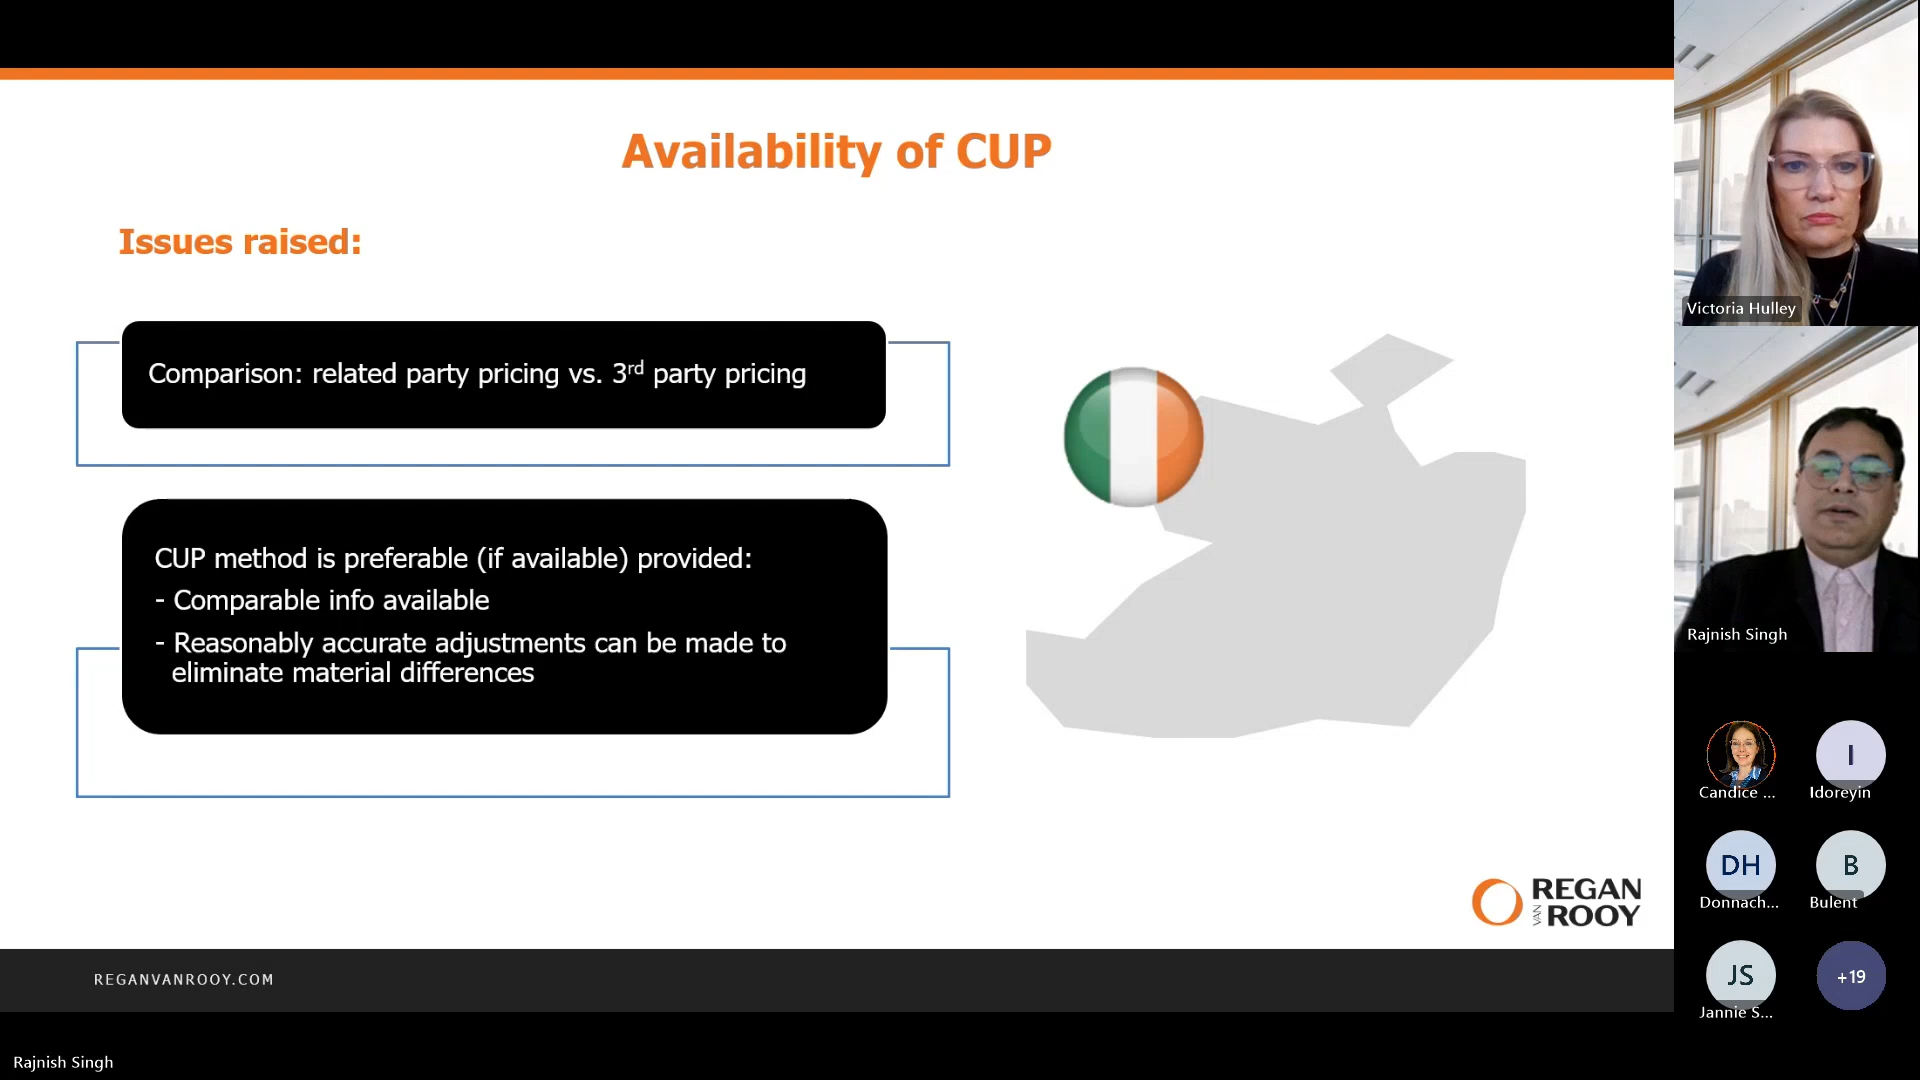 Availability of CUP
Issues raised:
Comparison: related party pricing vs. 3rd party pricing
CUP method is preferable (if available) provided:
- Comparable info available
- Reasonably accurate adjustments can be made to
eliminate material differences
REGAN
VAN ROOY
REGANVANROOY.COM
Rajnish Singh
Victoria Hulley
Rajnish Singh
Candice ...
I
Idoreyin
DH
Donnach...
B
Bulent
JS
Jannie S...
+19